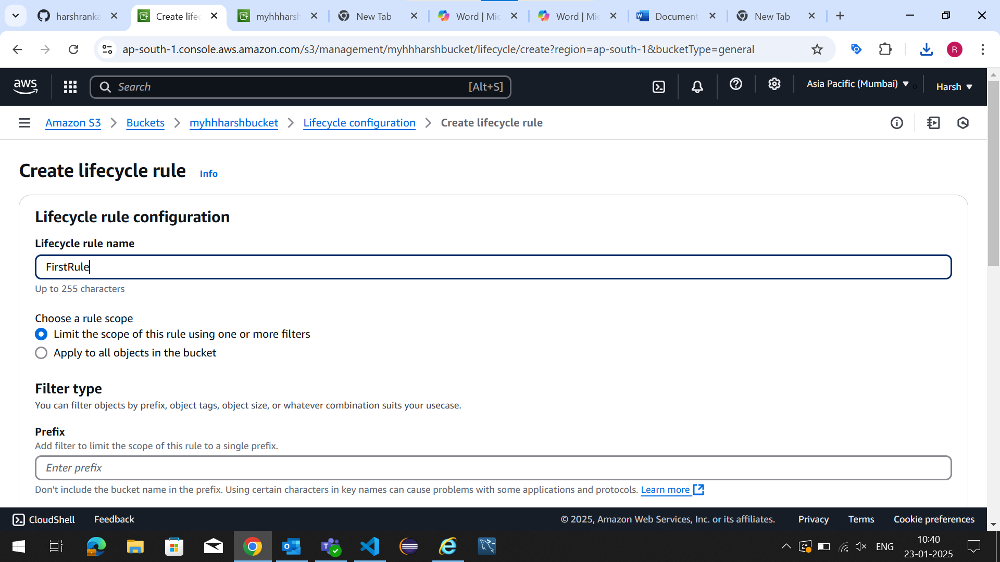 harshranka
Create lifec
myhhharsh
New Tab
Word | Mic
Word | Mic
Document
New Tab
ap-south-1.console.aws.amazon.com/s3/management/myhhharshbucket/lifecycle/create?region=ap-south-1&bucketType=general
R
aws
Search
[Alt+S]
Asia Pacific (Mumbai)
Harsh
Amazon S3
Buckets
myhhharshbucket
Lifecycle configuration
Create lifecycle rule
Create lifecycle rule
Info
Lifecycle rule configuration
Lifecycle rule name
FirstRule
Up to 255 characters
Choose a rule scope
Limit the scope of this rule using one or more filters
Apply to all objects in the bucket
Filter type
You can filter objects by prefix, object tags, object size, or whatever combination suits your usecase.
Prefix
Add filter to limit the scope of this rule to a single prefix.
Enter prefix
Don't include the bucket name in the prefix. Using certain characters in key names can cause problems with some applications and protocols. Learn more
CloudShell
Feedback
© 2025, Amazon Web Services, Inc. or its affiliates.
Privacy
Terms
Cookie preferences
ENG
10:40
23-01-2025